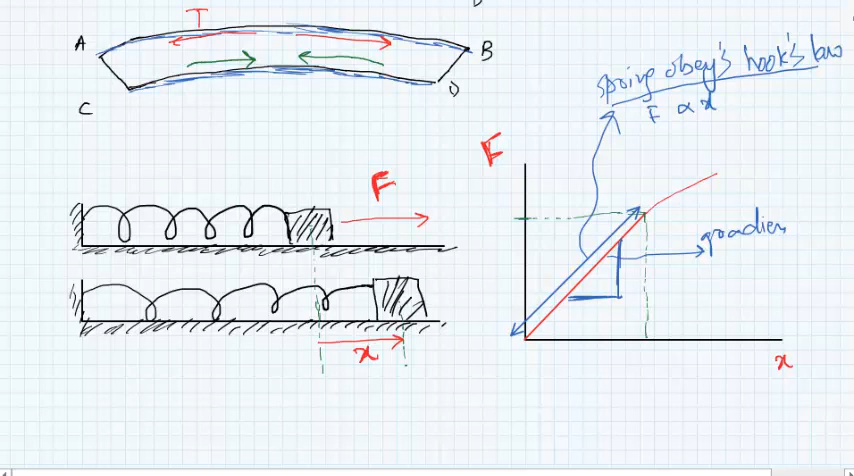 T
A
B
C
D
spring obey's hook's law
F ∝ x
F
F
gradien
x
x